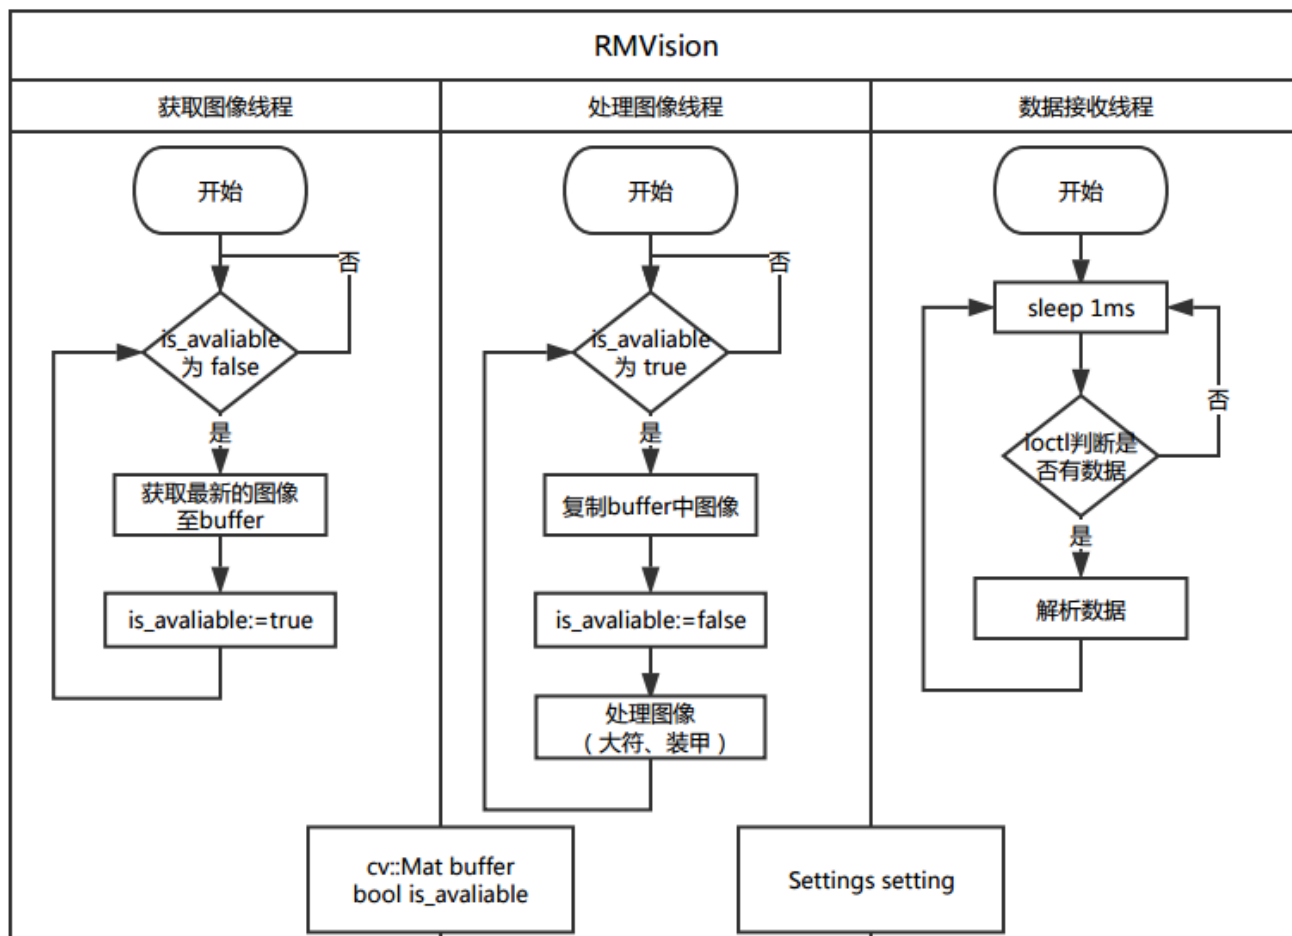 RMVision
获取图像线程
处理图像线程
数据接收线程
开始
否
is_avaliable
为 false
是
获取最新的图像
至buffer
is_avaliable:=true
开始
否
is_avaliable
为 true
是
复制buffer中图像
is_avaliable:=false
处理图像
（大符、装甲）
开始
sleep 1ms
否
Ioctl判断是
否有数据
是
解析数据
cv::Mat buffer
bool is_avaliable
Settings setting